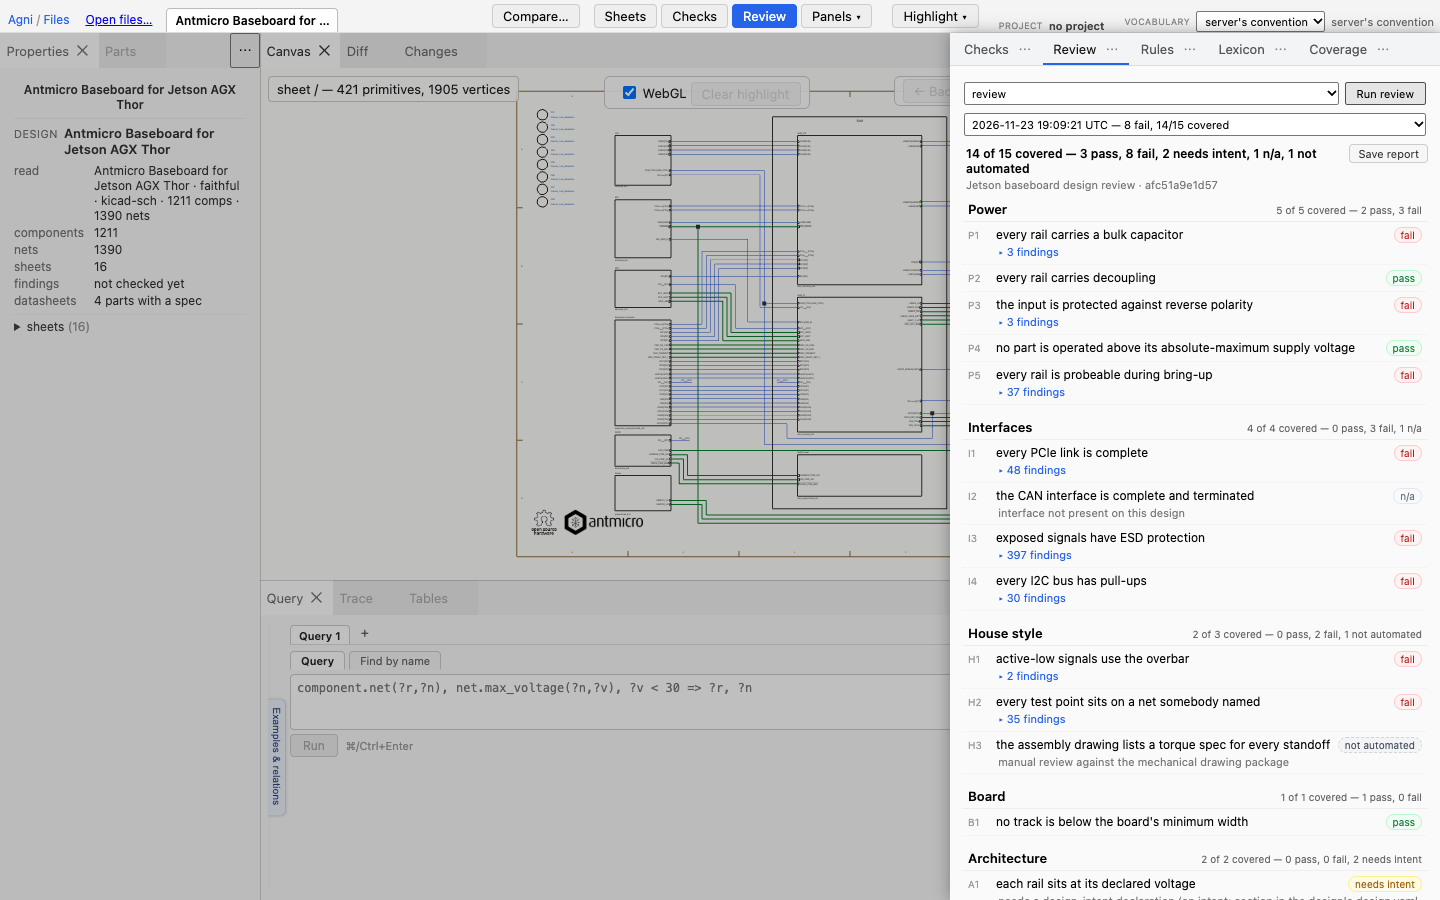 Agni / Files
Open files...
Antmicro Baseboard for ...
Compare...
Sheets
Checks
Review
Panels ▾
Highlight ▾
PROJECT no project
VOCABULARY
server's convention
server's convention
Properties
Parts
...
Antmicro Baseboard for Jetson AGX
Thor
DESIGN Antmicro Baseboard for
Jetson AGX Thor
read Antmicro Baseboard for
Jetson AGX Thor · faithful
· kicad-sch · 1211 comps ·
1390 nets
components 1211
nets 1390
sheets 16
findings not checked yet
datasheets 4 parts with a spec
sheets (16)
Canvas
Diff
Changes
sheet / — 421 primitives, 1905 vertices
WebGL
Clear highlight
← Bac
open source
hardware
antmicro
Query
Trace
Tables
Query 1
+
Query
Find by name
component.net(?r,?n), net.max_voltage(?n,?v), ?v < 30 => ?r, ?n
Examples & relations
Run
⌘/Ctrl+Enter
Checks ...
Review ...
Rules ...
Lexicon ...
Coverage ...
review
Run review
2026-11-23 19:09:21 UTC — 8 fail, 14/15 covered
14 of 15 covered — 3 pass, 8 fail, 2 needs intent, 1 n/a, 1 not
automated
Save report
Jetson baseboard design review · afc51a9e1d57
Power 5 of 5 covered — 2 pass, 3 fail
P1 every rail carries a bulk capacitor fail
▸ 3 findings
P2 every rail carries decoupling pass
P3 the input is protected against reverse polarity fail
▸ 3 findings
P4 no part is operated above its absolute-maximum supply voltage pass
P5 every rail is probeable during bring-up fail
▸ 37 findings
Interfaces 4 of 4 covered — 0 pass, 3 fail, 1 n/a
I1 every PCIe link is complete fail
▸ 48 findings
I2 the CAN interface is complete and terminated n/a
interface not present on this design
I3 exposed signals have ESD protection fail
▸ 397 findings
I4 every I2C bus has pull-ups fail
▸ 30 findings
House style 2 of 3 covered — 0 pass, 2 fail, 1 not automated
H1 active-low signals use the overbar fail
▸ 2 findings
H2 every test point sits on a net somebody named fail
▸ 35 findings
H3 the assembly drawing lists a torque spec for every standoff not automated
manual review against the mechanical drawing package
Board 1 of 1 covered — 1 pass, 0 fail
B1 no track is below the board's minimum width pass
Architecture 2 of 2 covered — 0 pass, 0 fail, 2 needs intent
A1 each rail sits at its declared voltage needs intent